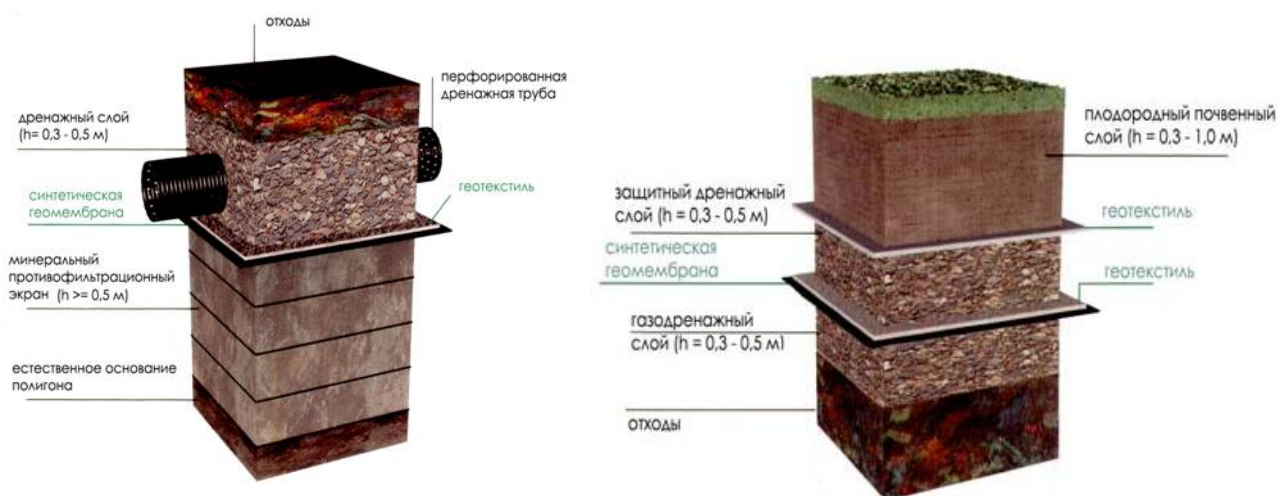 отходы
перфорированная
дренажная труба
дренажный слой
(h= 0,3 - 0,5 м)
синтетическая
геомембрана
геотекстиль
минеральный
противофильтрационный
экран (h >= 0,5 м)
естественное основание
полигона
плодородный почвенный
слой (h = 0,3 - 1,0 м)
защитный дренажный
слой (h = 0,3 - 0,5 м)
геотекстиль
синтетическая
геомембрана
геотекстиль
газодренажный
слой (h = 0,3 - 0,5 м)
отходы